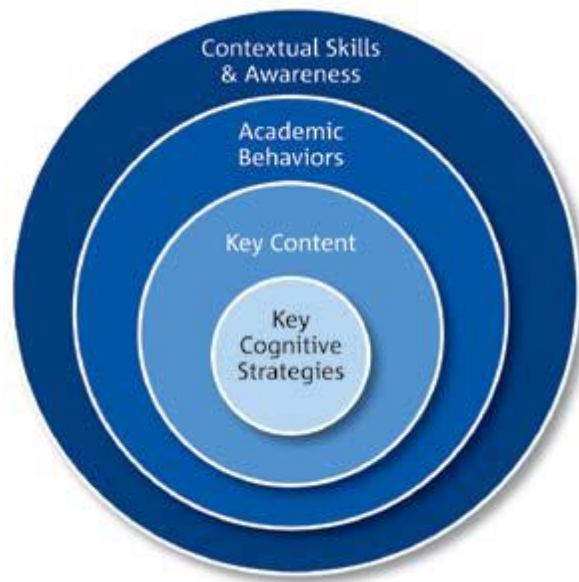 Contextual Skills
& Awareness
Academic
Behaviors
Key Content
Key
Cognitive
Strategies